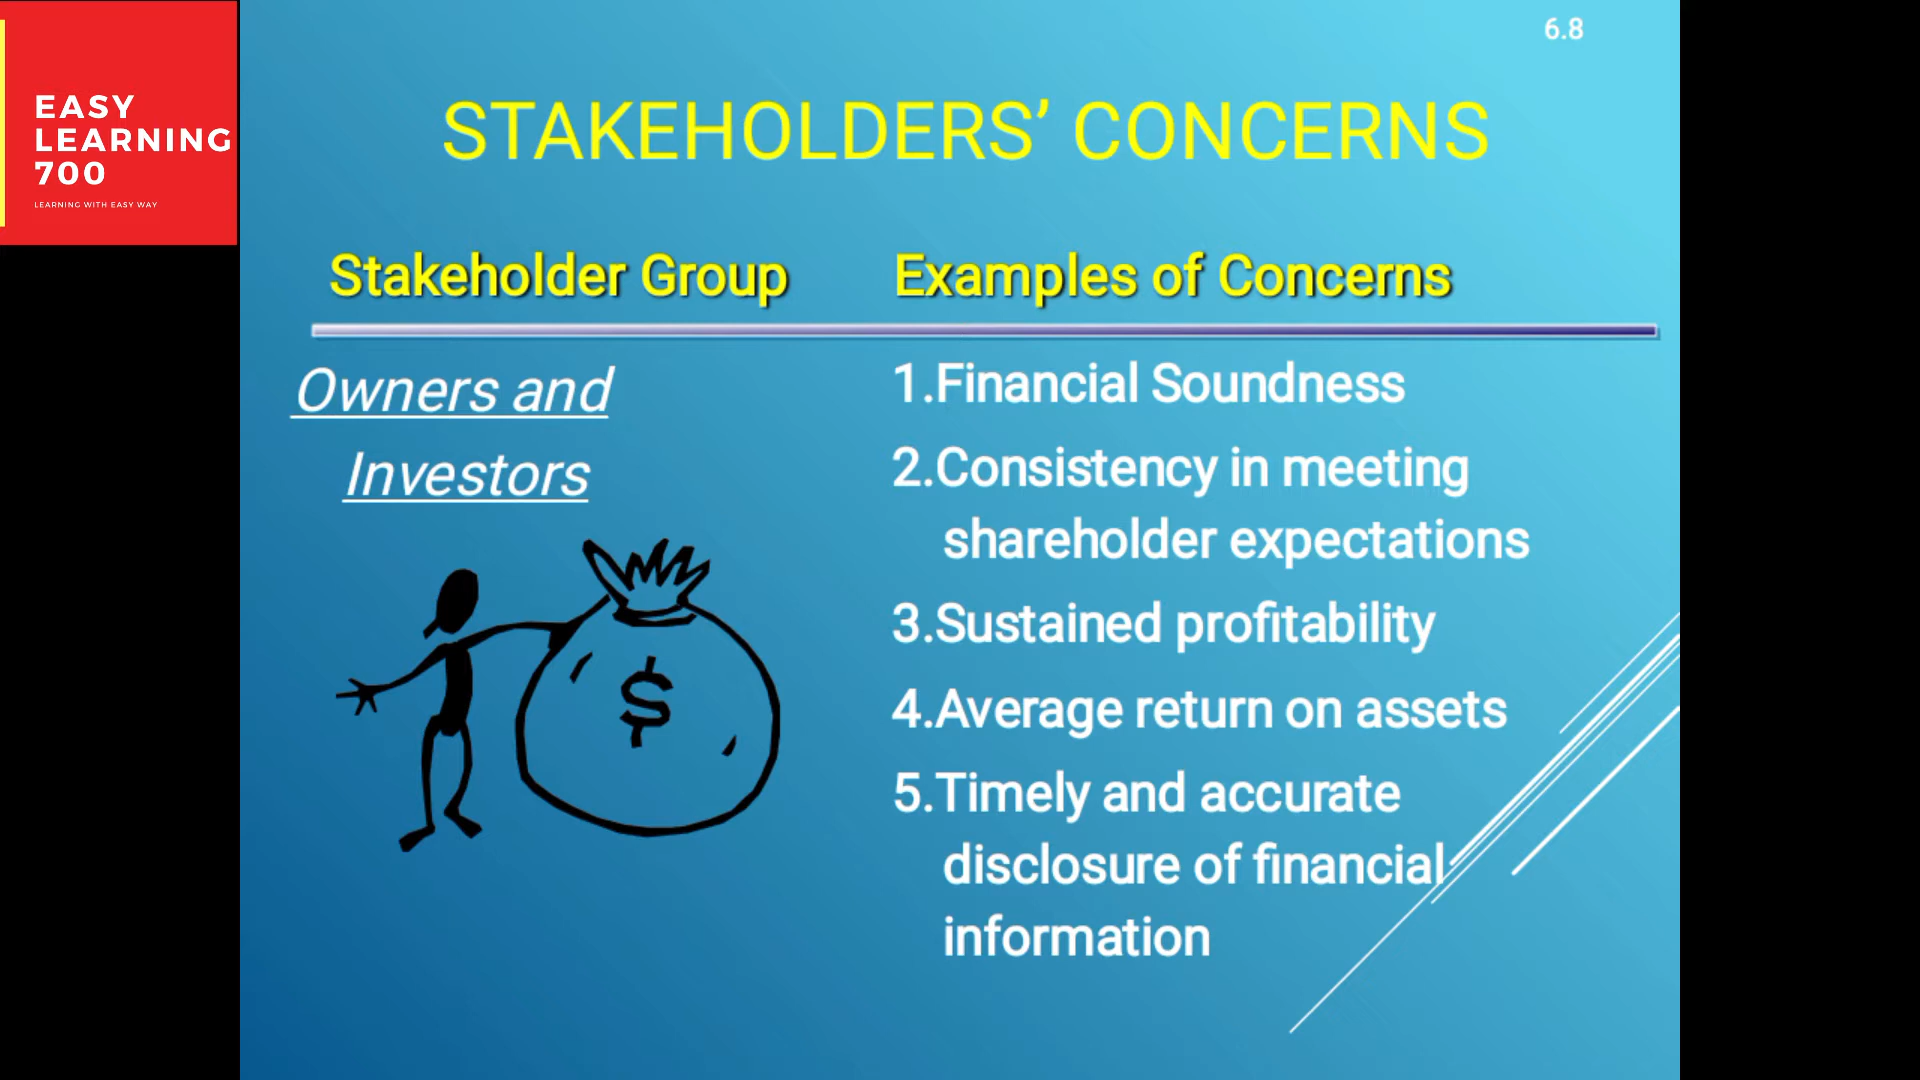 EASY
LEARNING
700
LEARNING WITH EASY WAY
6.8
STAKEHOLDERS’ CONCERNS
Stakeholder Group
Examples of Concerns
Owners and
Investors
$
1.Financial Soundness
2.Consistency in meeting
shareholder expectations
3.Sustained profitability
4.Average return on assets
5.Timely and accurate
disclosure of financial
information